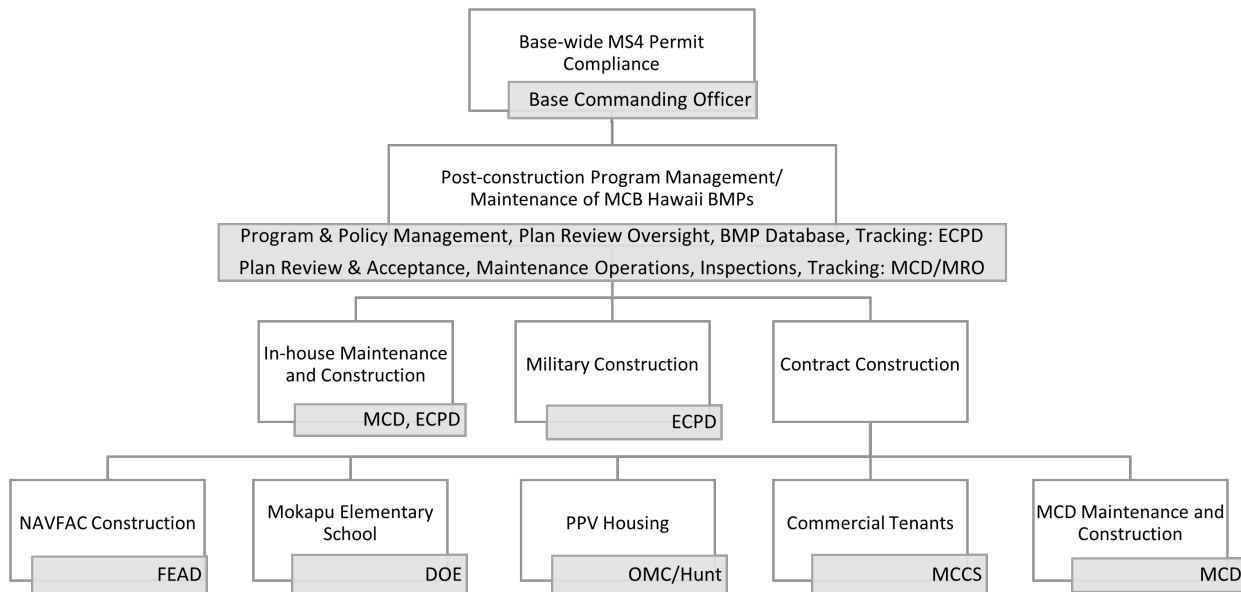 Base-wide MS4 Permit
Compliance
Base Commanding Officer
Post-construction Program Management/
Maintenance of MCB Hawaii BMPs
Program & Policy Management, Plan Review Oversight, BMP Database, Tracking: ECPD
Plan Review & Acceptance, Maintenance Operations, Inspections, Tracking: MCD/MRO
In-house Maintenance
and Construction
MCD, ECPD
Military Construction
ECPD
Contract Construction
NAVFAC Construction
FEAD
Mokapu Elementary
School
DOE
PPV Housing
OMC/Hunt
Commercial Tenants
MCCS
MCD Maintenance and
Construction
MCD